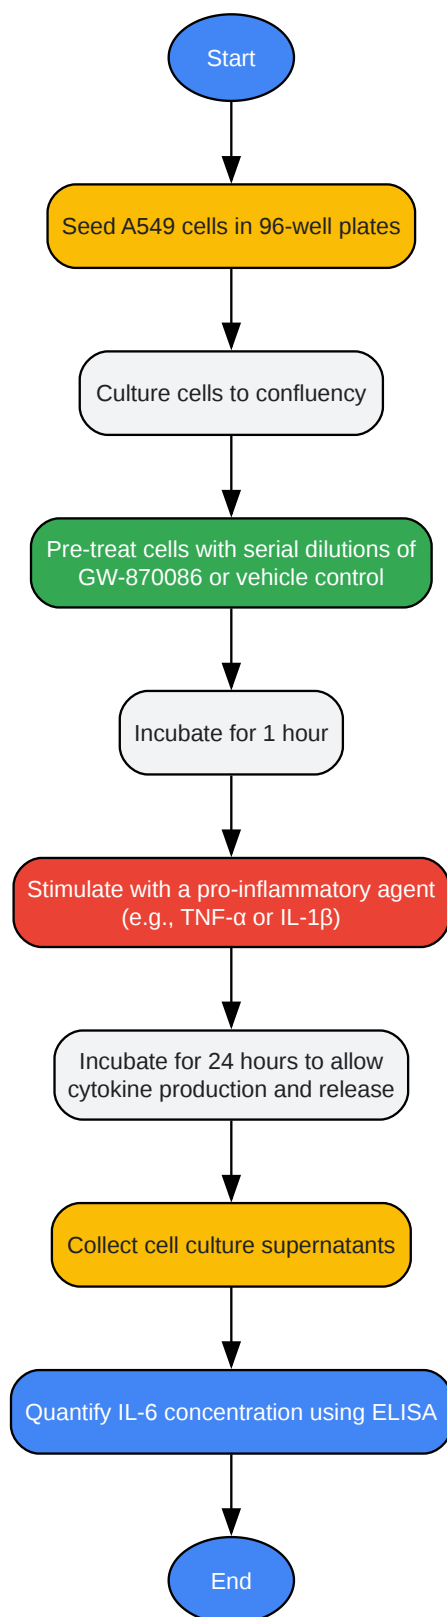 Start
Seed A549 cells in 96-well plates
Culture cells to confluency
Pre-treat cells with serial dilutions of
GW-870086 or vehicle control
Incubate for 1 hour
Stimulate with a pro-inflammatory agent
(e.g., TNF-α or IL-1β)
Incubate for 24 hours to allow
cytokine production and release
Collect cell culture supernatants
Quantify IL-6 concentration using ELISA
End